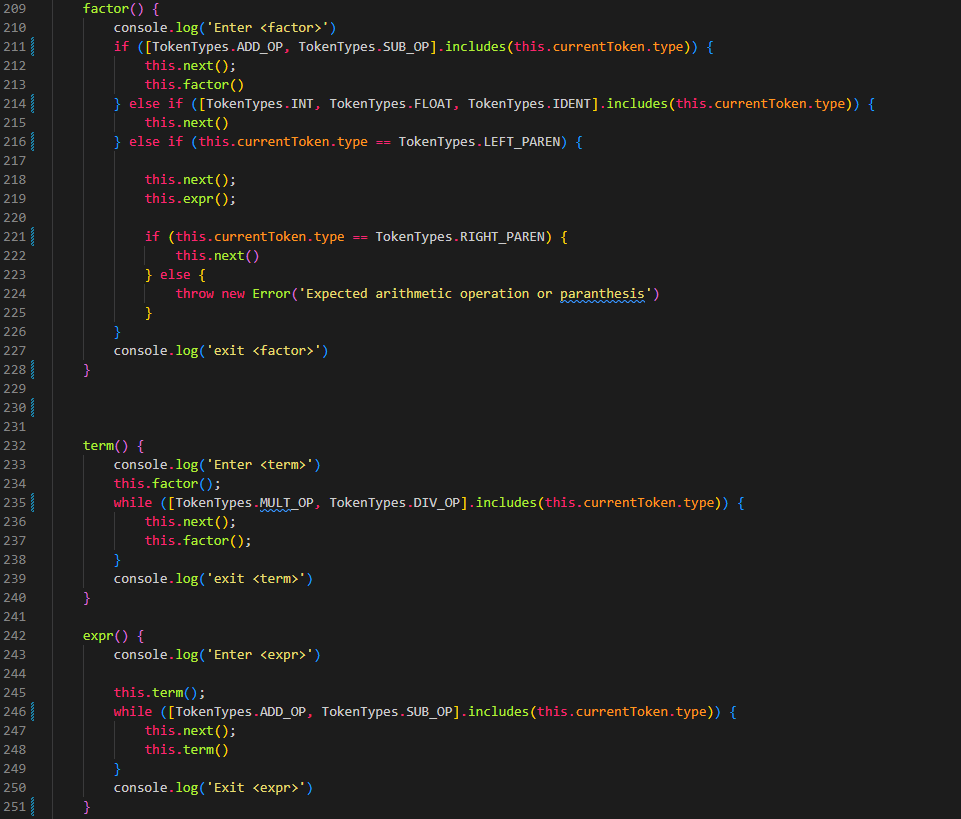 209 factor() {
210 console.log('Enter <factor>')
211 if ([TokenTypes.ADD_OP, TokenTypes.SUB_OP].includes(this.currentToken.type)) {
212 this.next();
213 this.factor()
214 } else if ([TokenTypes.INT, TokenTypes.FLOAT, TokenTypes.IDENT].includes(this.currentToken.type)) {
215 this.next()
216 } else if (this.currentToken.type == TokenTypes.LEFT_PAREN) {
217
218 this.next();
219 this.expr();
220
221 if (this.currentToken.type == TokenTypes.RIGHT_PAREN) {
222 this.next()
223 } else {
224 throw new Error('Expected arithmetic operation or paranthesis')
225 }
226 }
227 console.log('exit <factor>')
228 }
229
230
231
232 term() {
233 console.log('Enter <term>')
234 this.factor();
235 while ([TokenTypes.MULT_OP, TokenTypes.DIV_OP].includes(this.currentToken.type)) {
236 this.next();
237 this.factor();
238 }
239 console.log('exit <term>')
240 }
241
242 expr() {
243 console.log('Enter <expr>')
244
245 this.term();
246 while ([TokenTypes.ADD_OP, TokenTypes.SUB_OP].includes(this.currentToken.type)) {
247 this.next();
248 this.term()
249 }
250 console.log('Exit <expr>')
251 }